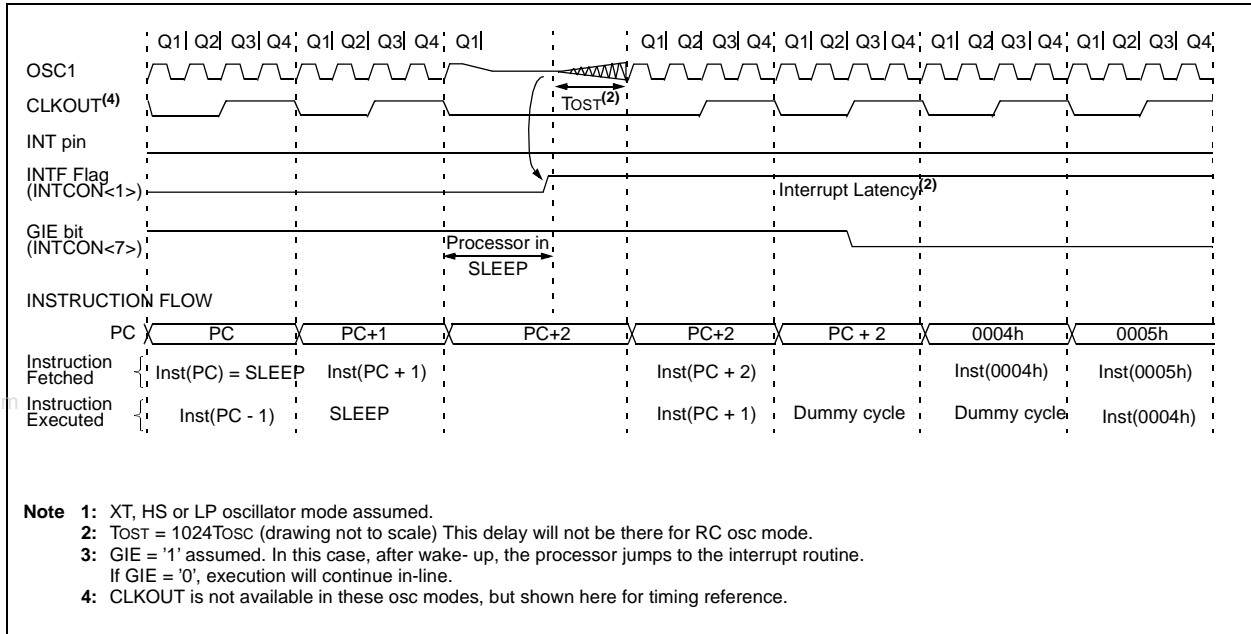 Q1 Q2 Q3 Q4 Q1 Q2 Q3 Q4 Q1 Q1 Q2 Q3 Q4 Q1 Q2 Q3 Q4 Q1 Q2 Q3 Q4 Q1 Q2 Q3 Q4
OSC1
CLKOUT(4) TOST(2)
INT pin
INTF Flag
(INTCON<1>) Interrupt Latency(2)
GIE bit
(INTCON<7>) Processor in
SLEEP
INSTRUCTION FLOW
PC PC PC+1 PC+2 PC+2 PC + 2 0004h 0005h
Instruction
Fetched Inst(PC) = SLEEP Inst(PC + 1) Inst(PC + 2) Inst(0004h) Inst(0005h)
Instruction
Executed Inst(PC - 1) SLEEP Inst(PC + 1) Dummy cycle Dummy cycle Inst(0004h)
Note 1: XT, HS or LP oscillator mode assumed.
2: TOST = 1024TOSC (drawing not to scale) This delay will not be there for RC osc mode.
3: GIE = '1' assumed. In this case, after wake- up, the processor jumps to the interrupt routine.
If GIE = '0', execution will continue in-line.
4: CLKOUT is not available in these osc modes, but shown here for timing reference.